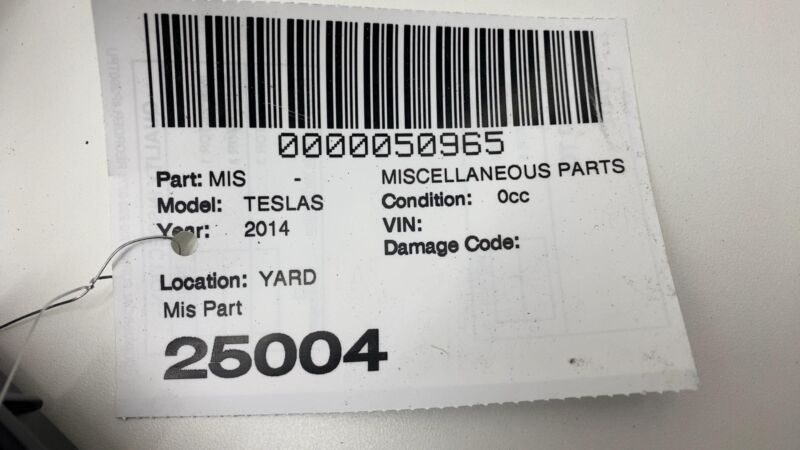 0000050965
Part: MIS - MISCELLANEOUS PARTS
Model: TESLAS Condition: 0cc
Year: 2014 VIN:
Damage Code:
Location: YARD
Mis Part
25004